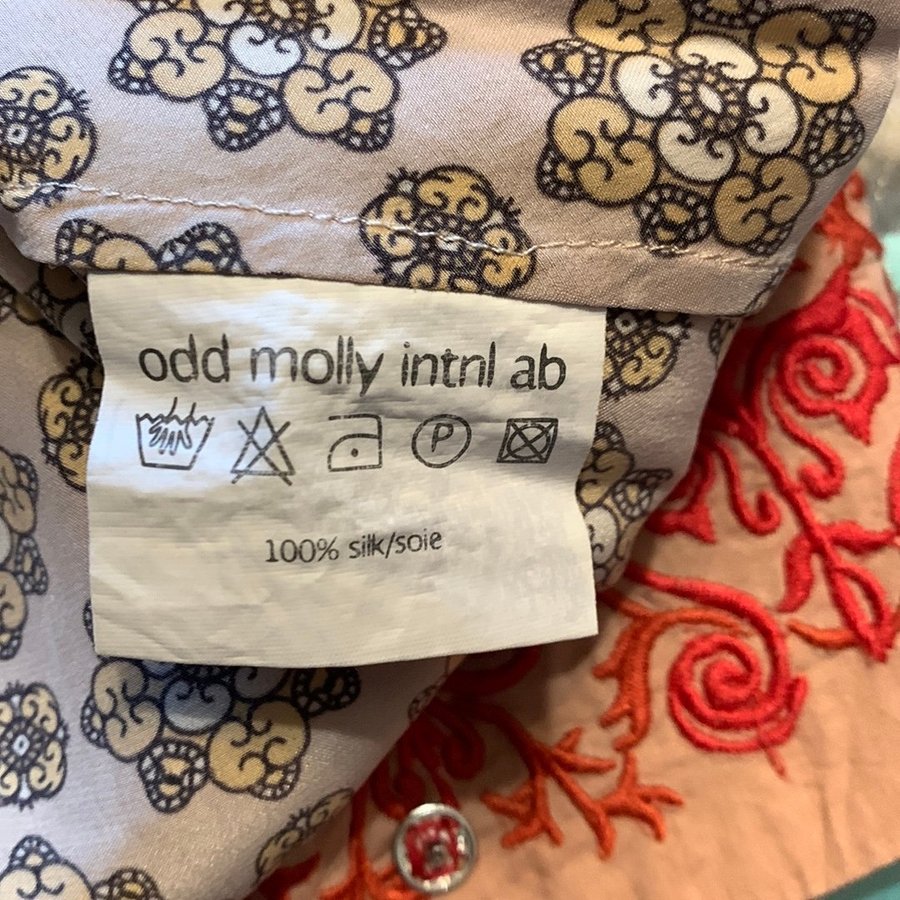 odd molly intnl ab
P
100% silk/soie